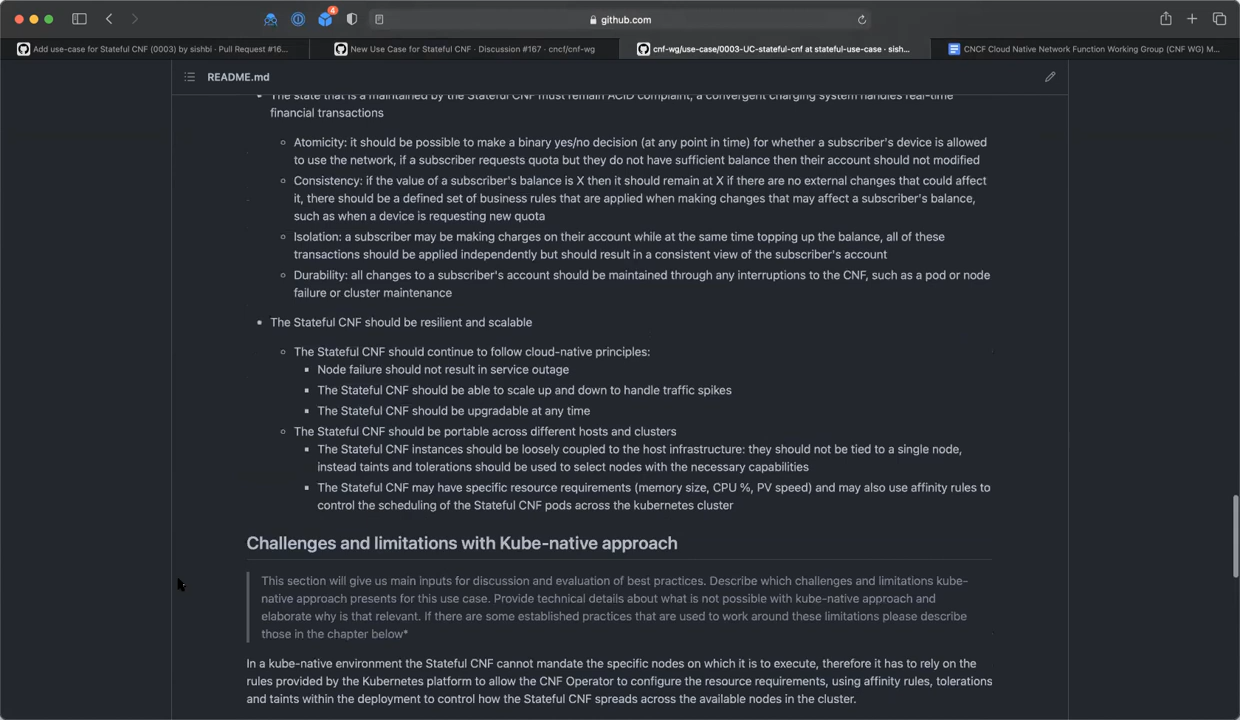 4
github.com
Add use-case for Stateful CNF (0003) by sishbi · Pull Request #16...
New Use Case for Stateful CNF · Discussion #167 · cncf/cnf-wg
cnf-wg/use-case/0003-UC-stateful-cnf at stateful-use-case · sish...
CNCF Cloud Native Network Function Working Group (CNF WG) M...
README.md
The state that is a maintained by the Stateful CNF must remain ACID complaint, a convergent charging system handles real-time
financial transactions
Atomicity: it should be possible to make a binary yes/no decision (at any point in time) for whether a subscriber's device is allowed
to use the network, if a subscriber requests quota but they do not have sufficient balance then their account should not modified
Consistency: if the value of a subscriber's balance is X then it should remain at X if there are no external changes that could affect
it, there should be a defined set of business rules that are applied when making changes that may affect a subscriber's balance,
such as when a device is requesting new quota
Isolation: a subscriber may be making charges on their account while at the same time topping up the balance, all of these
transactions should be applied independently but should result in a consistent view of the subscriber's account
Durability: all changes to a subscriber's account should be maintained through any interruptions to the CNF, such as a pod or node
failure or cluster maintenance
The Stateful CNF should be resilient and scalable
The Stateful CNF should continue to follow cloud-native principles:
Node failure should not result in service outage
The Stateful CNF should be able to scale up and down to handle traffic spikes
The Stateful CNF should be upgradable at any time
The Stateful CNF should be portable across different hosts and clusters
The Stateful CNF instances should be loosely coupled to the host infrastructure: they should not be tied to a single node,
instead taints and tolerations should be used to select nodes with the necessary capabilities
The Stateful CNF may have specific resource requirements (memory size, CPU %, PV speed) and may also use affinity rules to
control the scheduling of the Stateful CNF pods across the kubernetes cluster
Challenges and limitations with Kube-native approach
This section will give us main inputs for discussion and evaluation of best practices. Describe which challenges and limitations kube-
native approach presents for this use case. Provide technical details about what is not possible with kube-native approach and
elaborate why is that relevant. If there are some established practices that are used to work around these limitations please describe
those in the chapter below*
In a kube-native environment the Stateful CNF cannot mandate the specific nodes on which it is to execute, therefore it has to rely on the
rules provided by the Kubernetes platform to allow the CNF Operator to configure the resource requirements, using affinity rules, tolerations
and taints within the deployment to control how the Stateful CNF spreads across the available nodes in the cluster.